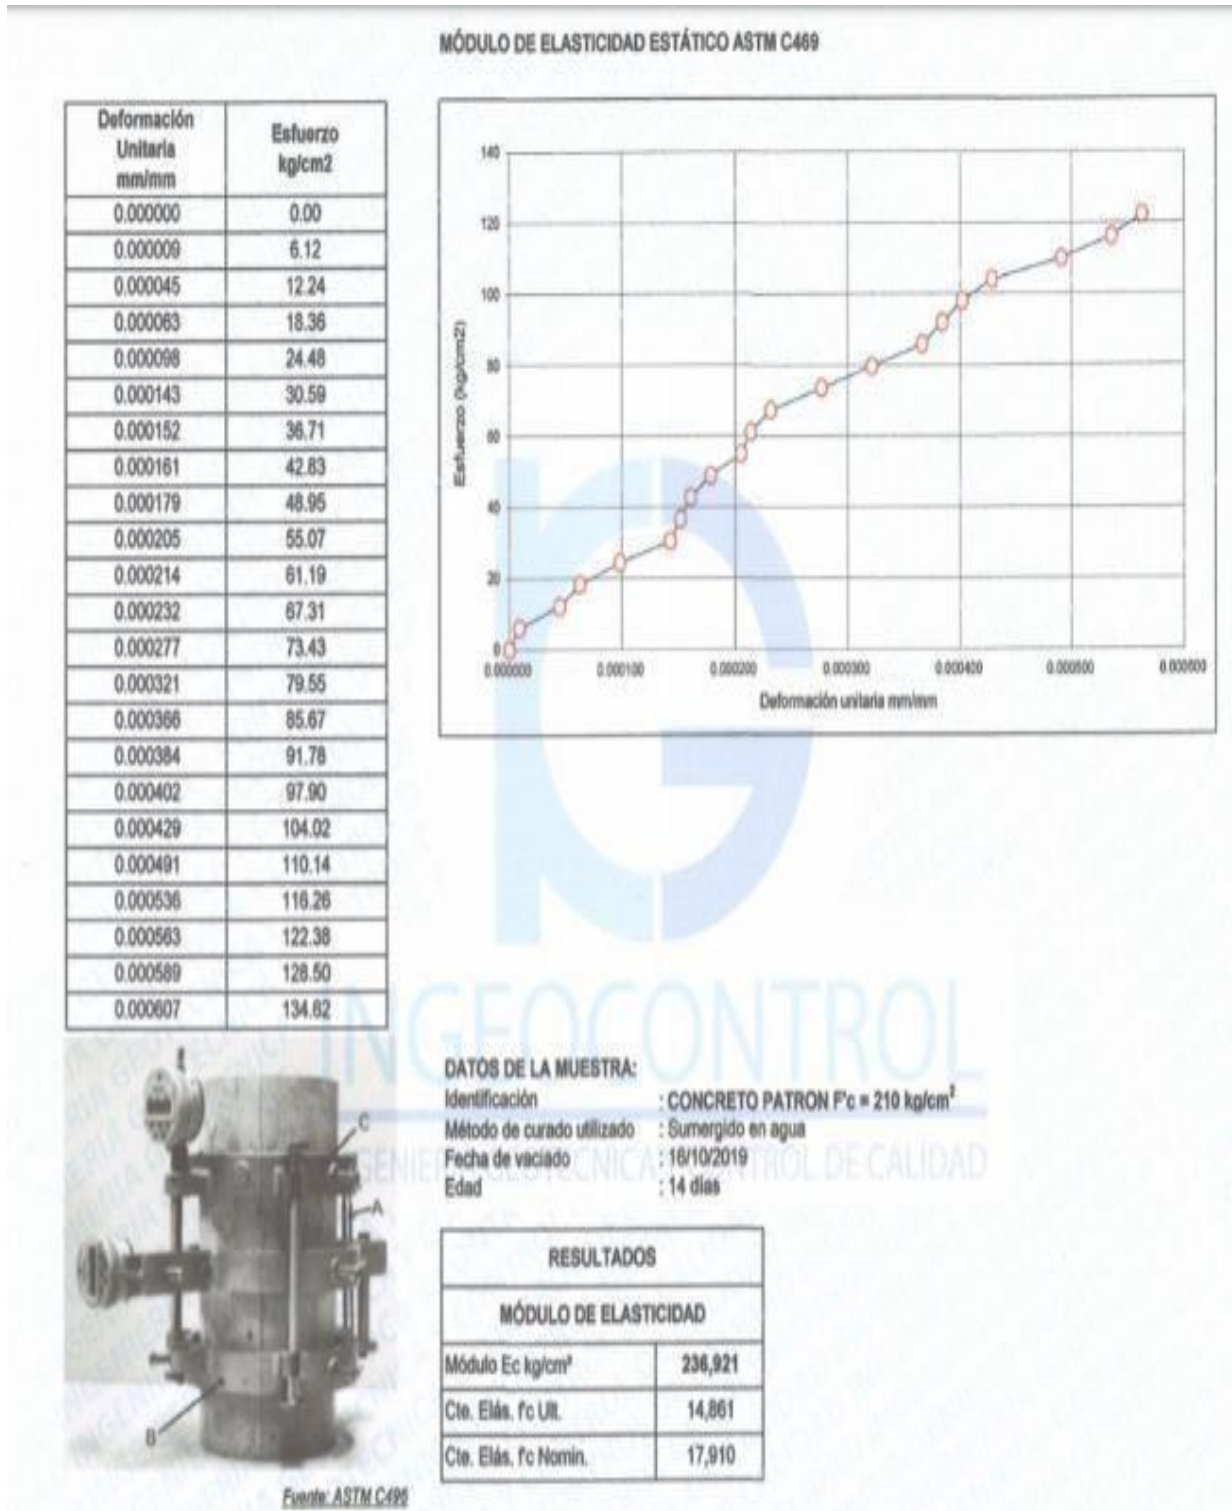 MÓDULO DE ELASTICIDAD ESTÁTICO ASTM C469
Deformación Unitaria mm/mm Esfuerzo kg/cm2
0.000000 0.00
0.000009 6.12
0.000045 12.24
0.000063 18.36
0.000098 24.48
0.000143 30.59
0.000152 36.71
0.000161 42.83
0.000179 48.95
0.000205 55.07
0.000214 61.19
0.000232 67.31
0.000277 73.43
0.000321 79.55
0.000366 85.67
0.000384 91.78
0.000402 97.90
0.000429 104.02
0.000491 110.14
0.000536 116.26
0.000563 122.38
0.000589 128.50
0.000607 134.62
Esfuerzo (kg/cm2)
140
120
100
80
60
40
20
0
0.000000 0.000100 0.000200 0.000300 0.000400 0.000500 0.000600
Deformación unitaria mm/mm
INGEOCONTROL
CONTROL DE CALIDAD
DATOS DE LA MUESTRA:
Identificación : CONCRETO PATRON F'c = 210 kg/cm²
Método de curado utilizado : Sumergido en agua
Fecha de vaciado : 16/10/2019
Edad : 14 días
C
A
B
Fuente: ASTM C496
RESULTADOS
MÓDULO DE ELASTICIDAD
Módulo Ec kg/cm² 236,921
Cte. Elás. f'c Ult. 14,861
Cte. Elás. f'c Nomin. 17,910